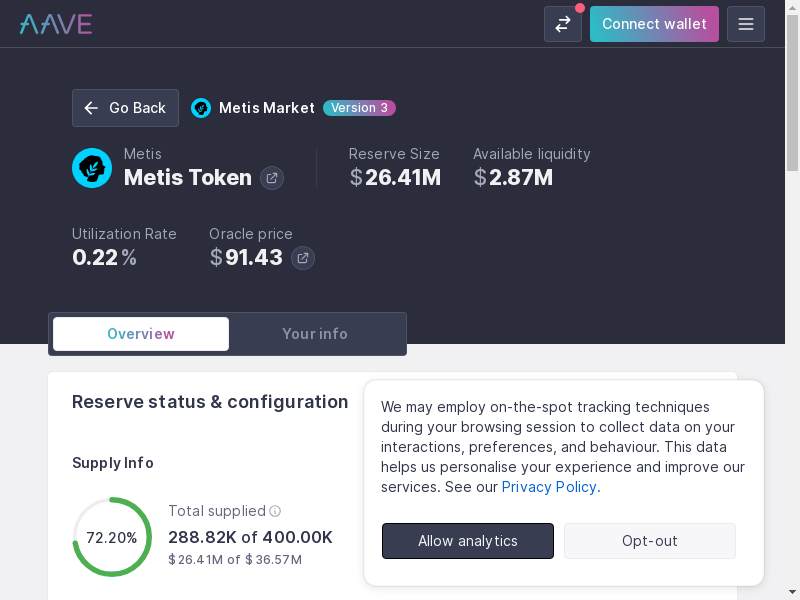 AAVE
Connect wallet
Go Back
Metis Market
Version 3
Metis
Metis Token
Reserve Size
$26.41M
Available liquidity
$2.87M
Utilization Rate
0.22%
Oracle price
$91.43
Overview
Your info
Reserve status & configuration
Supply Info
72.20%
Total supplied
288.82K of 400.00K
$26.41M of $36.57M
We may employ on-the-spot tracking techniques
during your browsing session to collect data on your
interactions, preferences, and behaviour. This data
helps us personalise your experience and improve our
services. See our Privacy Policy.
Allow analytics
Opt-out